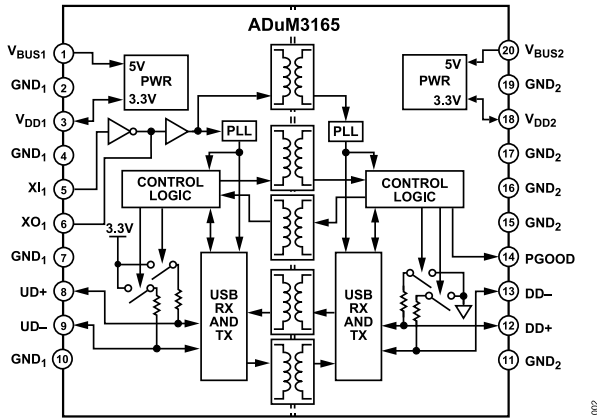 ADuM3165
VBUS1
1
GND1
2
VDD1
3
GND1
4
XI1
5
XO1
6
GND1
7
UD+
8
UD–
9
GND1
10
5V
PWR
3.3V
PLL
CONTROL
LOGIC
3.3V
USB
RX
AND
TX
PLL
CONTROL
LOGIC
USB
RX
AND
TX
5V
PWR
3.3V
20
VBUS2
19
GND2
18
VDD2
17
GND2
16
GND2
15
GND2
14
PGOOD
13
DD–
12
DD+
11
GND2
002